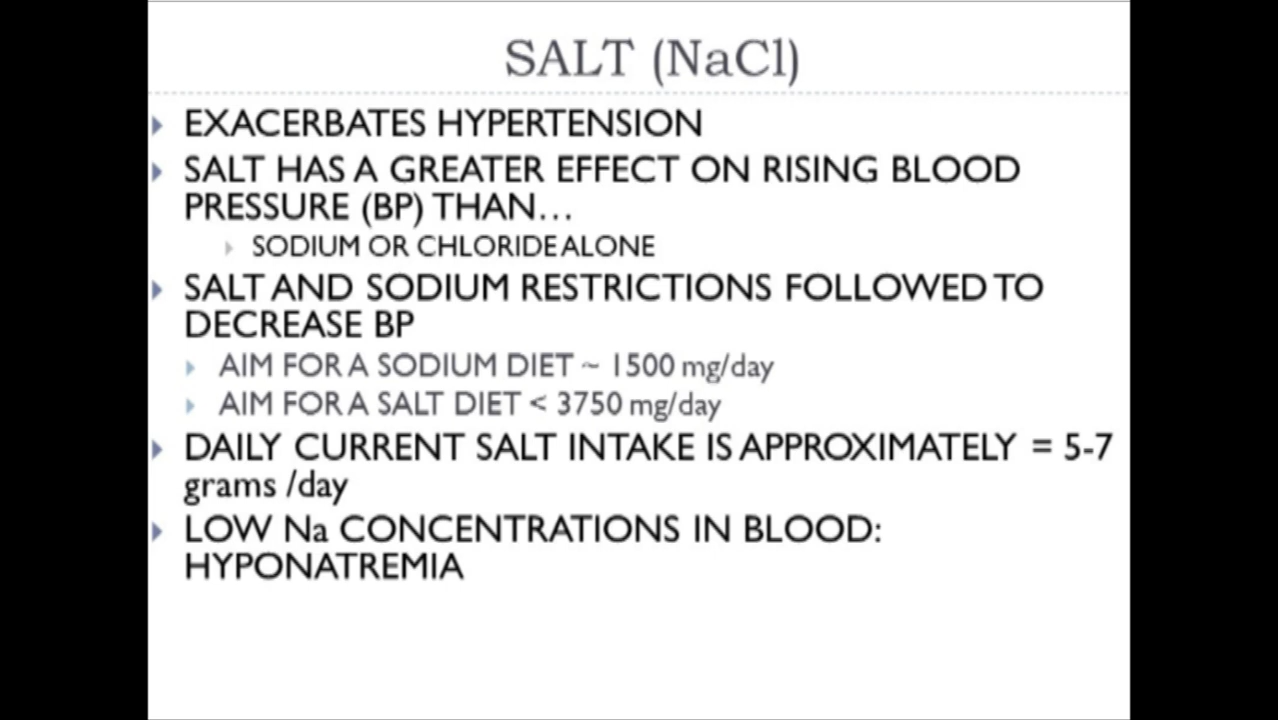 SALT (NaCl)
EXACERBATES HYPERTENSION
SALT HAS A GREATER EFFECT ON RISING BLOOD
PRESSURE (BP) THAN…
SODIUM OR CHLORIDE ALONE
SALT AND SODIUM RESTRICTIONS FOLLOWED TO
DECREASE BP
AIM FOR A SODIUM DIET ~ 1500 mg/day
AIM FOR A SALT DIET < 3750 mg/day
DAILY CURRENT SALT INTAKE IS APPROXIMATELY = 5-7
grams /day
LOW Na CONCENTRATIONS IN BLOOD:
HYPONATREMIA